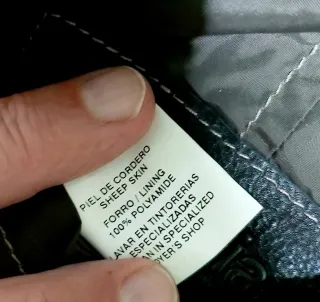 PIEL DE CORDERO
SHEEP SKIN
FORRO / LINING
100% POLYAMIDE
LAVAR EN TINTORERIAS
ESPECIALIZADAS
IN SPECIALIZED
SHOP